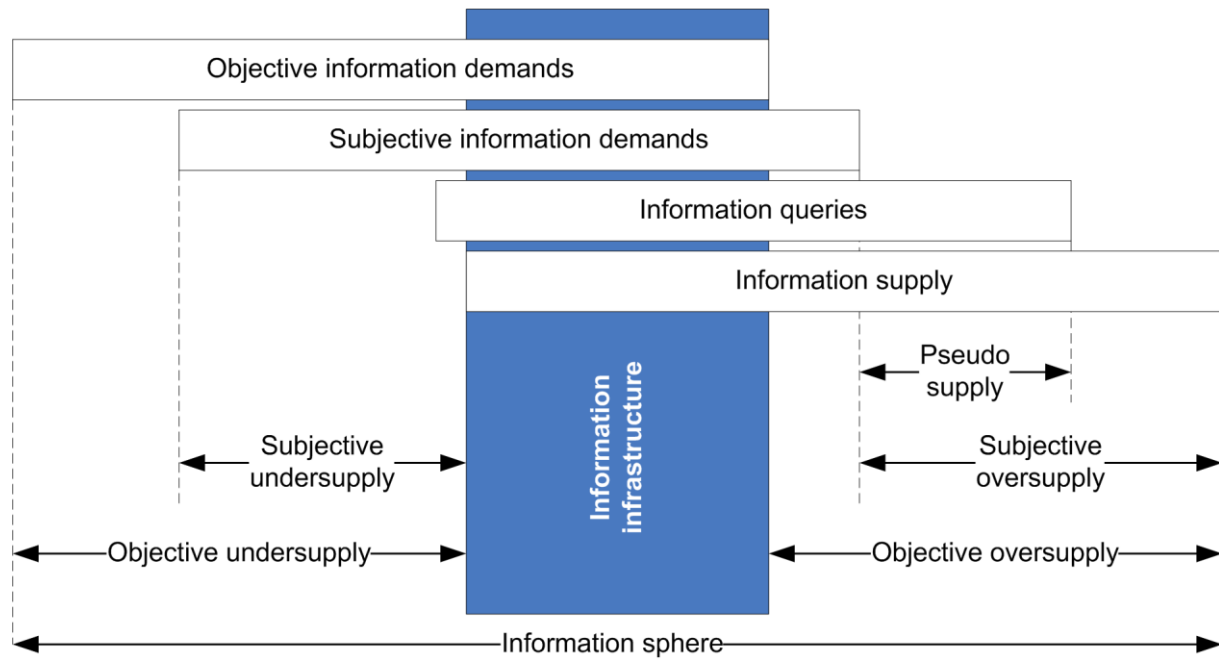 Objective information demands
Subjective information demands
Information queries
Information supply
Pseudo
supply
Information
infrastructure
Subjective
undersupply
Subjective
oversupply
Objective undersupply
Objective oversupply
Information sphere